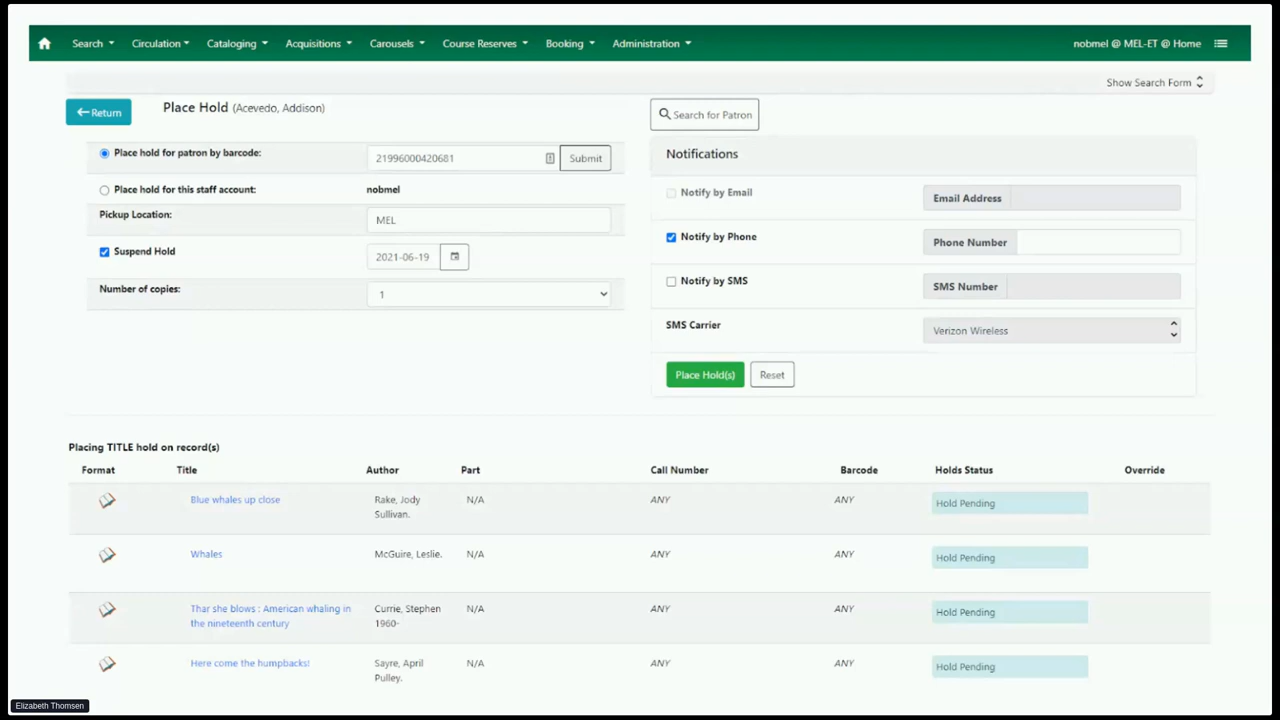 Search Circulation Cataloging Acquisitions Carousels Course Reserves Booking Administration nobmel @ MEL-ET @ Home
Show Search Form
Return Place Hold (Acevedo, Addison) Search for Patron
Place hold for patron by barcode: 21996000420681 Submit
Place hold for this staff account: nobmel
Pickup Location: MEL
Suspend Hold 2021-06-19
Number of copies: 1
Notifications
Notify by Email Email Address
Notify by Phone Phone Number
Notify by SMS SMS Number
SMS Carrier Verizon Wireless
Place Hold(s) Reset
Placing TITLE hold on record(s)
Format Title Author Part Call Number Barcode Holds Status Override
Blue whales up close Rake, Jody N/A ANY ANY Hold Pending
Sullivan.
Whales McGuire, Leslie. N/A ANY ANY Hold Pending
Thar she blows : American whaling in Currie, Stephen N/A ANY ANY Hold Pending
the nineteenth century 1960-
Here come the humpbacks! Sayre, April N/A ANY ANY Hold Pending
Pulley.
Elizabeth Thomsen